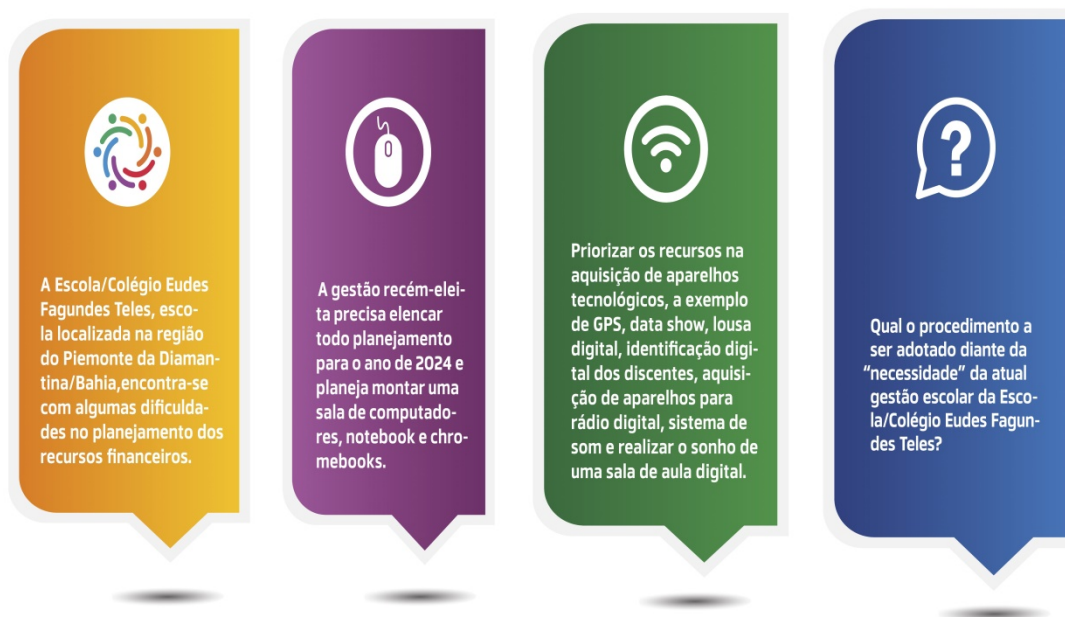 A Escola/Colégio Eudes
Fagundes Teles, esco-
la localizada na região
do Piemonte da Diaman-
tina/Bahia,encontra-se
com algumas dificulda-
des no planejamento dos
recursos financeiros.
A gestão recém-elei-
ta precisa elencar
todo planejamento
para o ano de 2024 e
planeja montar uma
sala de computado-
res, notebook e chro-
mebooks.
Priorizar os recursos na
aquisição de aparelhos
tecnológicos, a exemplo
de GPS, data show, lousa
digital, identificação digi-
tal dos discentes, aquisi-
ção de aparelhos para
rádio digital, sistema de
som e realizar o sonho de
uma sala de aula digital.
?
Qual o procedimento a
ser adotado diante da
“necessidade” da atual
gestão escolar da Esco-
la/Colégio Eudes Fagun-
des Teles?